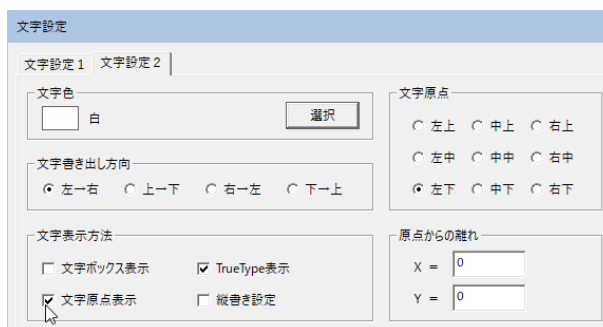 文字設定
文字設定 1 文字設定 2
文字色
白 選択
文字書き出し方向
左→右 上→下 右→左 下→上
文字表示方法
文字ボックス表示 TrueType表示
文字原点表示 縦書き設定
文字原点
左上 中上 右上
左中 中中 右中
左下 中下 右下
原点からの離れ
X = 0
Y = 0